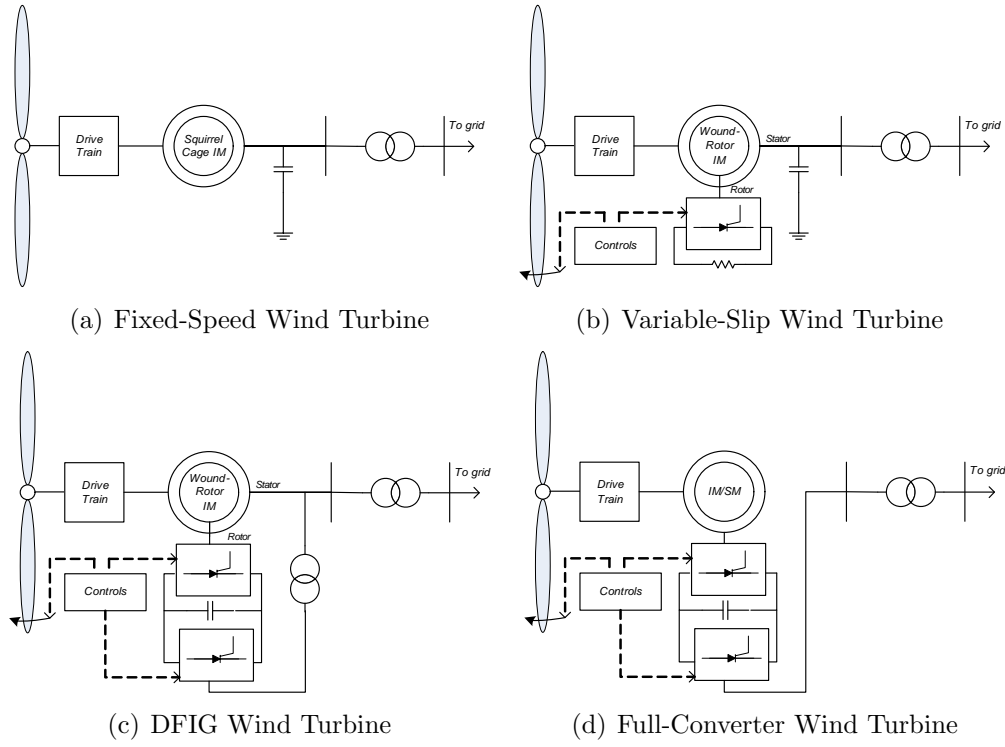 Drive
Train
Squirrel
Cage IM
To grid
(a) Fixed-Speed Wind Turbine
Drive
Train
Wound-
Rotor
IM
Stator
To grid
Rotor
Controls
(b) Variable-Slip Wind Turbine
Drive
Train
Wound-
Rotor
IM
Stator
To grid
Rotor
Controls
(c) DFIG Wind Turbine
Drive
Train
IM/SM
To grid
Controls
(d) Full-Converter Wind Turbine